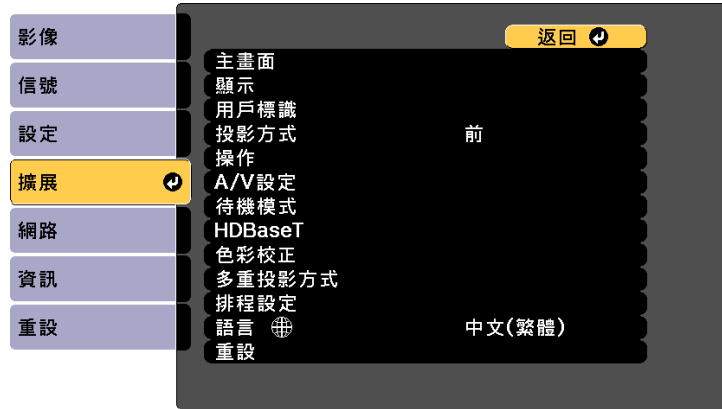 影像
信號
設定
擴展
網路
資訊
重設
返回
主畫面
顯示
用戶標識
投影方式 前
操作
A/V設定
待機模式
HDBaseT
色彩校正
多重投影方式
排程設定
語言 中文(繁體)
重設